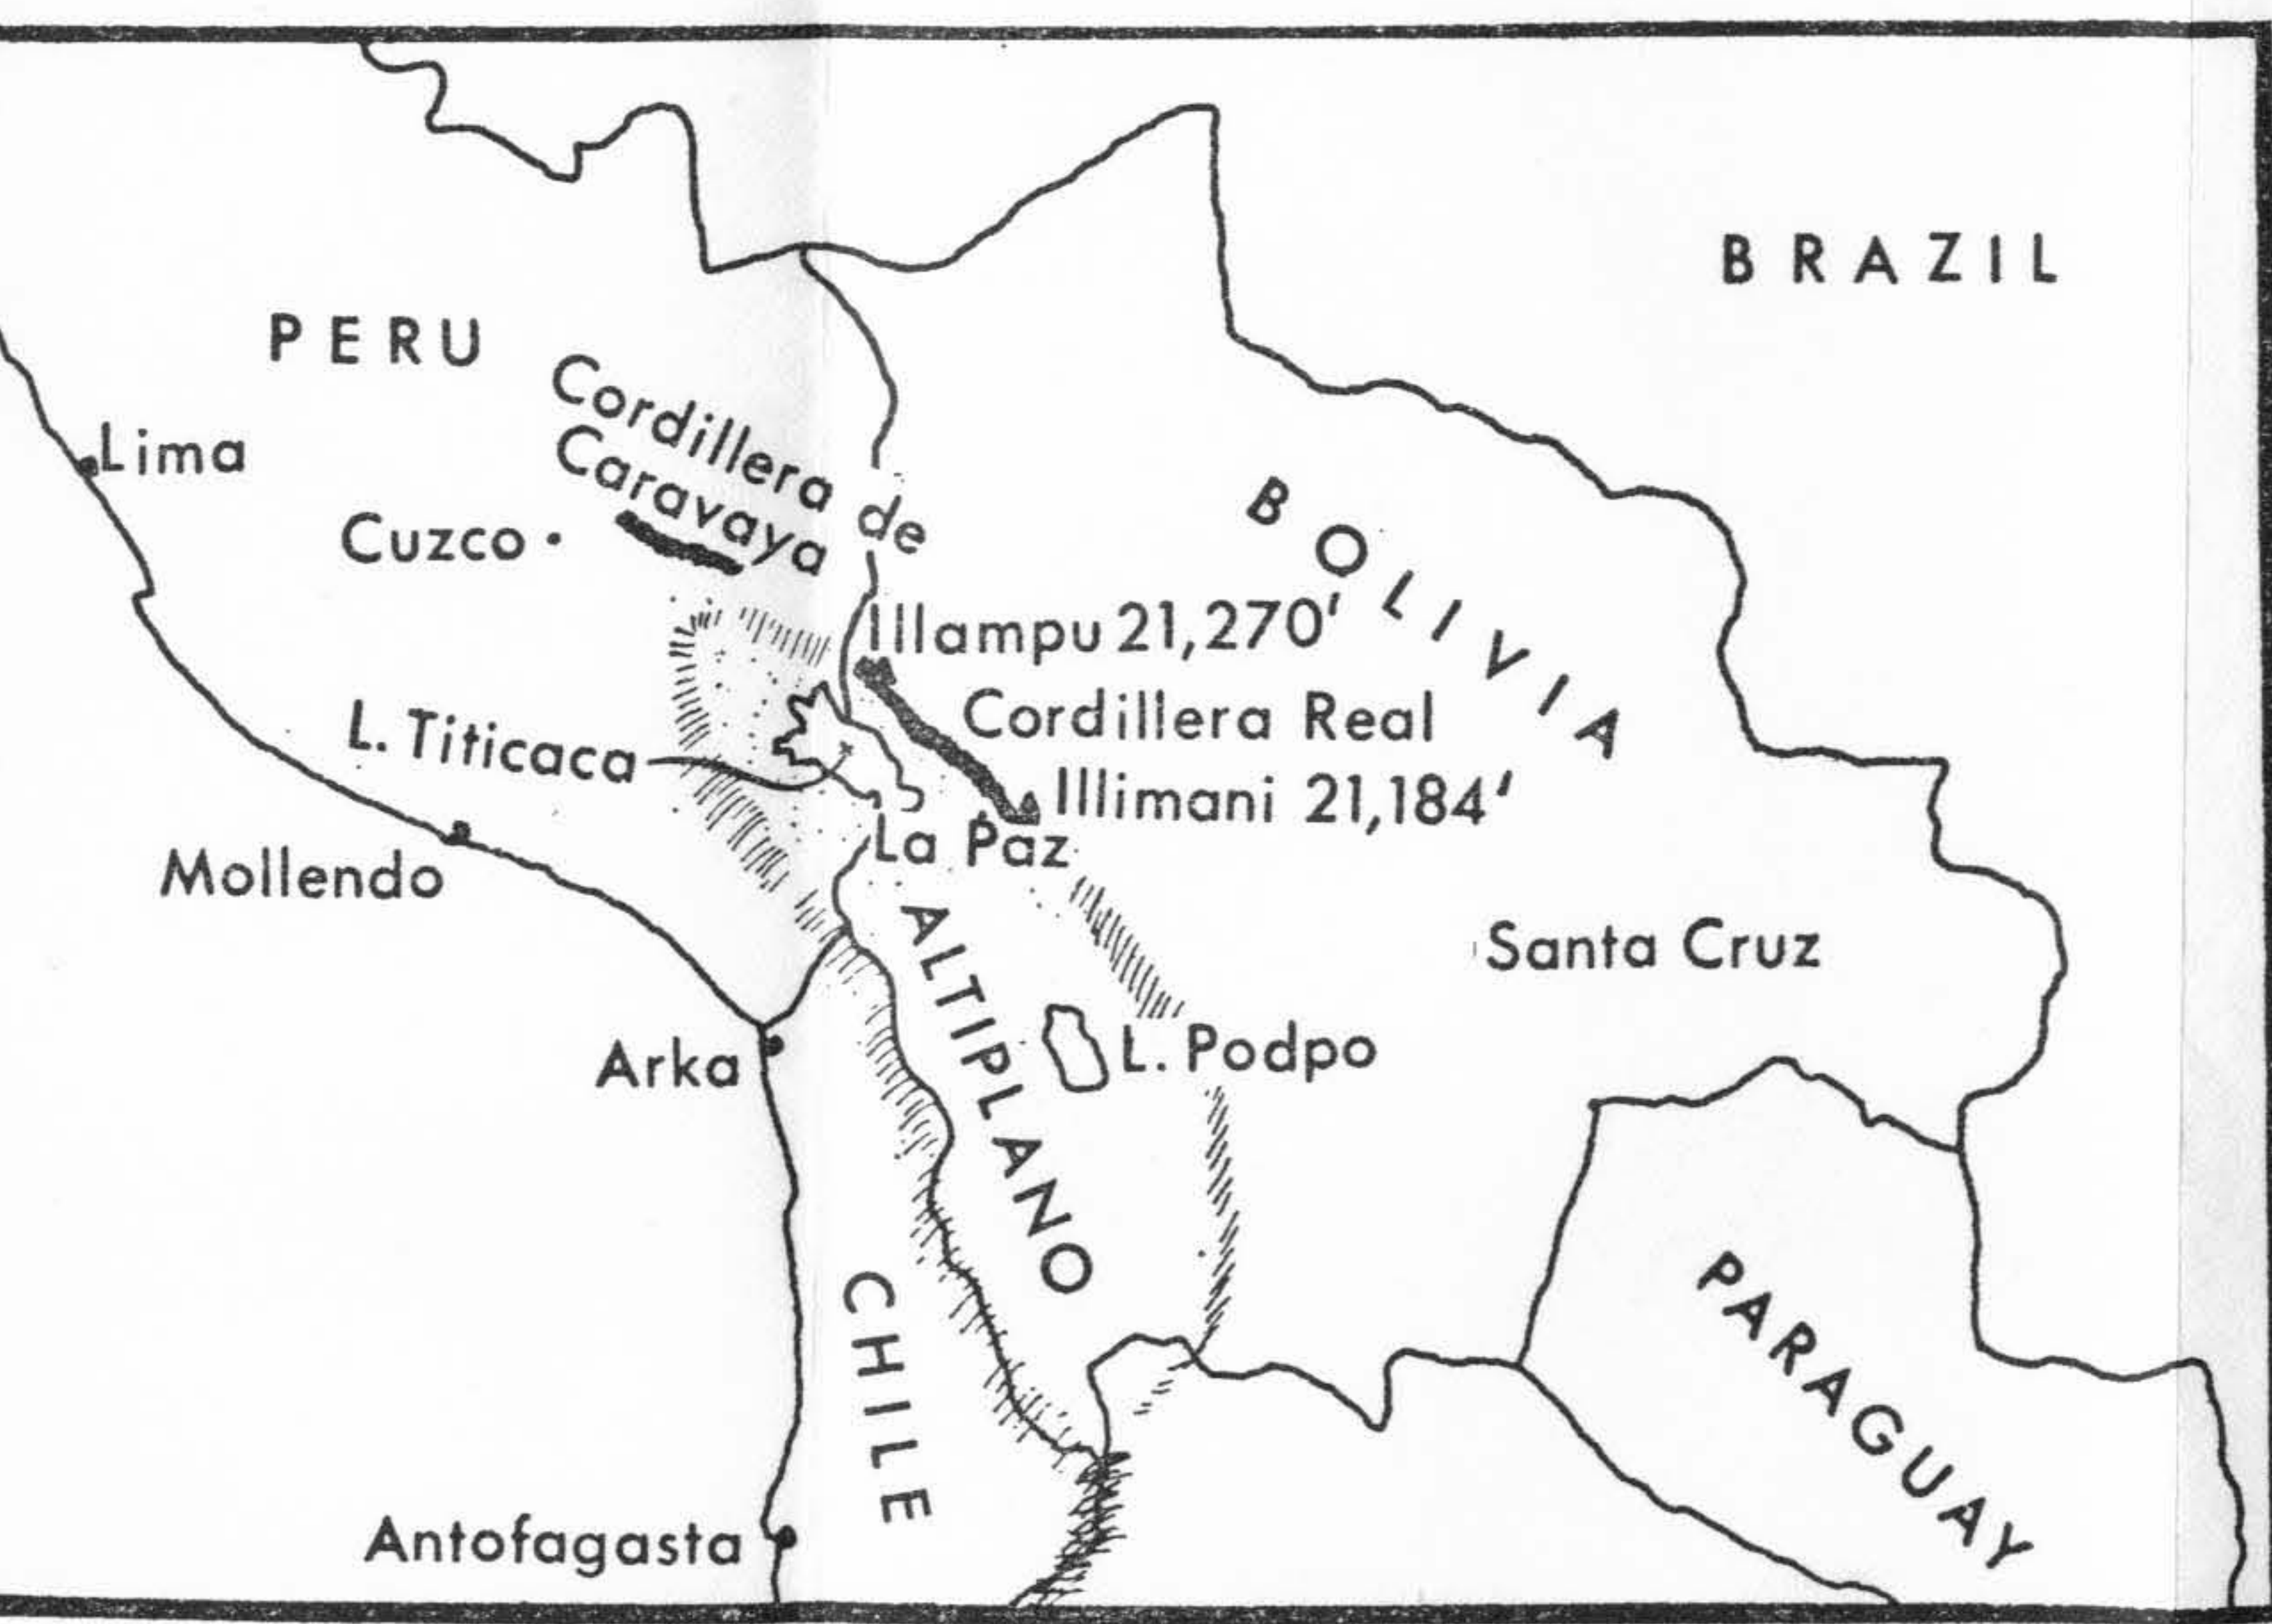 BRAZIL
PERU
Cordillera de
Caravaya
Lima
Cuzco
BOLIVIA
Illampu 21,270'
Cordillera Real
L. Titicaca
Illimani 21,184'
La Paz
Mollendo
ALTIPLANO
Santa Cruz
Arka
L. Podpo
CHILE
PARAGUAY
Antofagasta